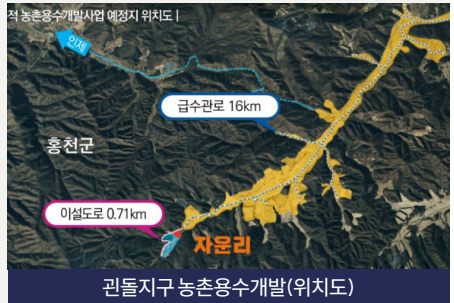 적 농촌용수개발사업 예정지 위치도 |
인제
급수관로 16km
홍천군
이설도로 0.71km
자운리
괸돌지구 농촌용수개발(위치도)